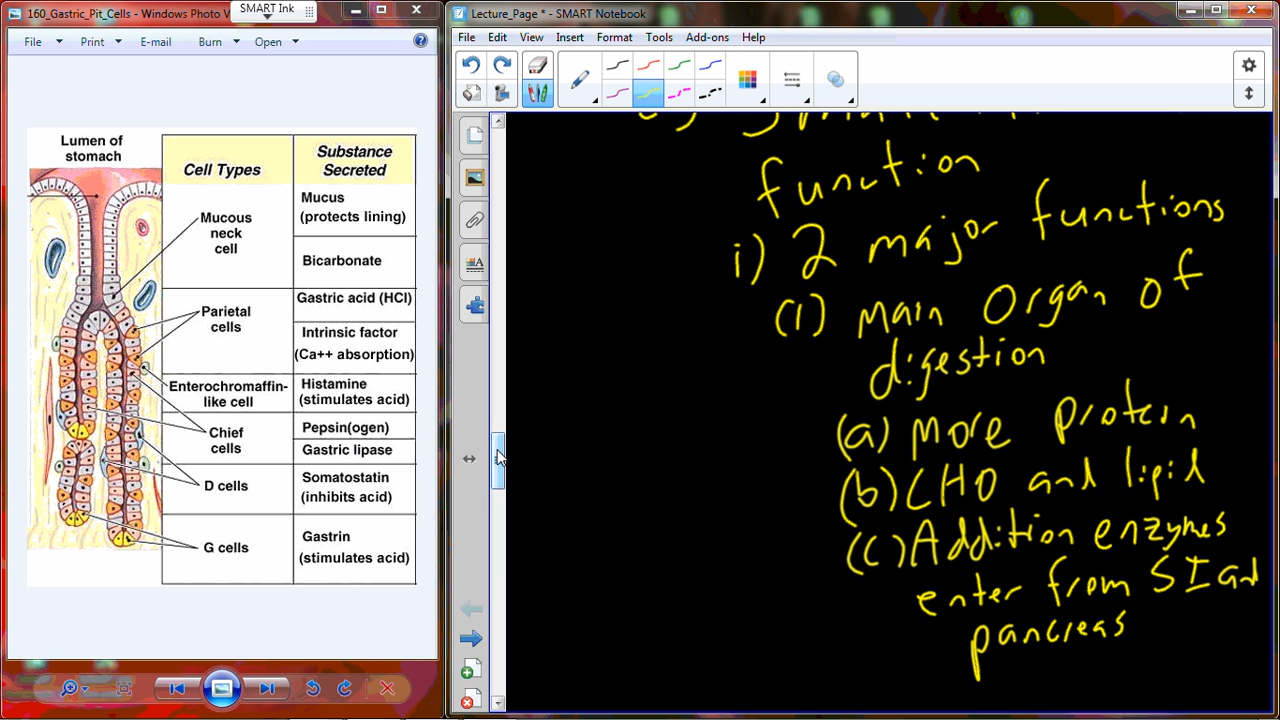 160_Gastric_Pit_Cells - Windows Photo V
SMART Ink
File Print E-mail Burn Open
Lumen of
stomach
Cell Types
Substance
Secreted
Mucous
neck
cell
Mucus
(protects lining)
Bicarbonate
Parietal
cells
Gastric acid (HCl)
Intrinsic factor
(Ca++ absorption)
Enterochromaffin-
like cell
Histamine
(stimulates acid)
Chief
cells
Pepsin(ogen)
Gastric lipase
D cells
Somatostatin
(inhibits acid)
G cells
Gastrin
(stimulates acid)
Lecture_Page * - SMART Notebook
File Edit View Insert Format Tools Add-ons Help
function
i) 2 major functions
(1) main Organ of
digestion
(a) More protein
(b) CHO and lipid
(c) Addition enzymes
enter from SI and
pancreas